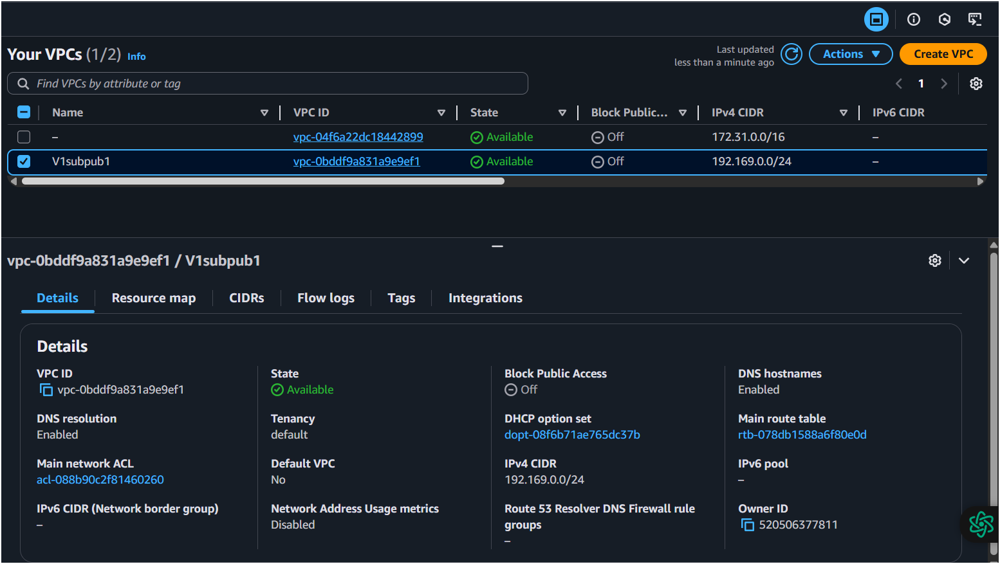 Your VPCs (1/2) Info
Last updated
less than a minute ago
Actions
Create VPC
Find VPCs by attribute or tag
1
Name VPC ID State Block Public... IPv4 CIDR IPv6 CIDR
– vpc-04f6a22dc18442899 Available Off 172.31.0.0/16 –
V1subpub1 vpc-0bddf9a831a9e9ef1 Available Off 192.169.0.0/24 –
vpc-0bddf9a831a9e9ef1 / V1subpub1
Details Resource map CIDRs Flow logs Tags Integrations
Details
VPC ID
vpc-0bddf9a831a9e9ef1
State
Available
Block Public Access
Off
DNS hostnames
Enabled
DNS resolution
Enabled
Tenancy
default
DHCP option set
dopt-08f6b71ae765dc37b
Main route table
rtb-078db1588a6f80e0d
Main network ACL
acl-088b90c2f81460260
Default VPC
No
IPv4 CIDR
192.169.0.0/24
IPv6 pool
–
IPv6 CIDR (Network border group)
–
Network Address Usage metrics
Disabled
Route 53 Resolver DNS Firewall rule
groups
–
Owner ID
520506377811